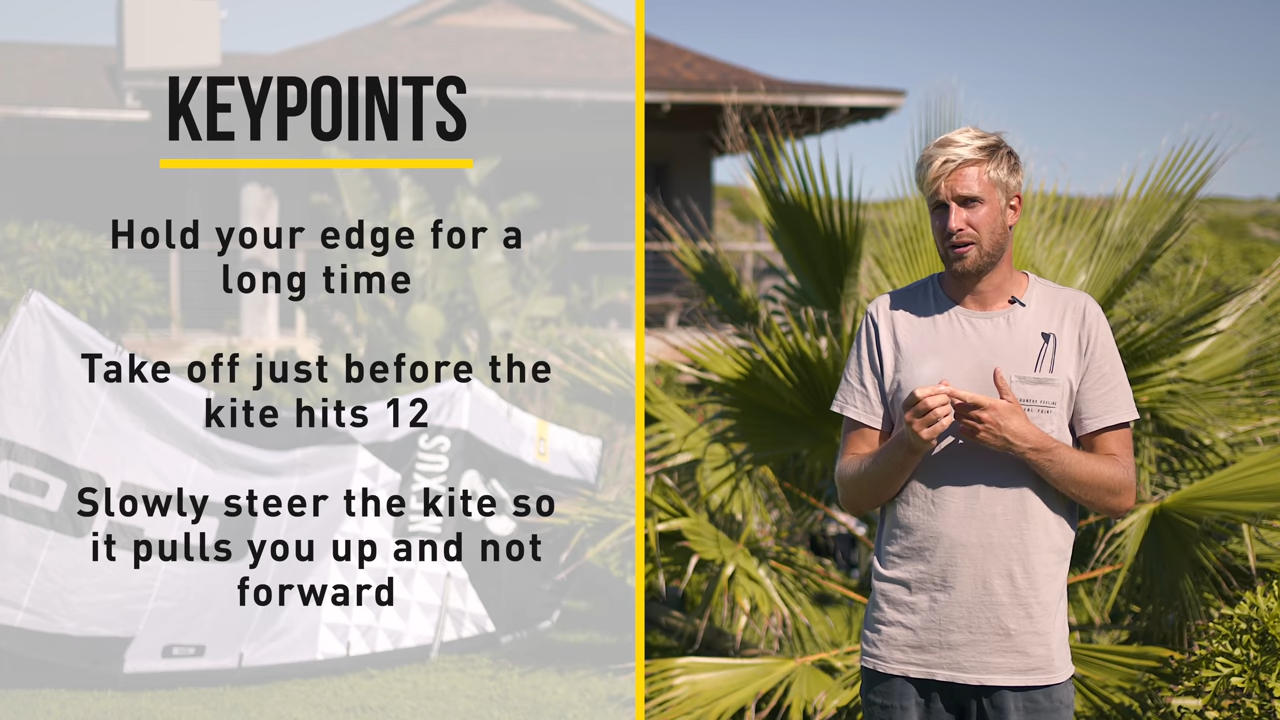 KEYPOINTS
Hold your edge for a
long time
Take off just before the
kite hits 12
Slowly steer the kite so
it pulls you up and not
forward